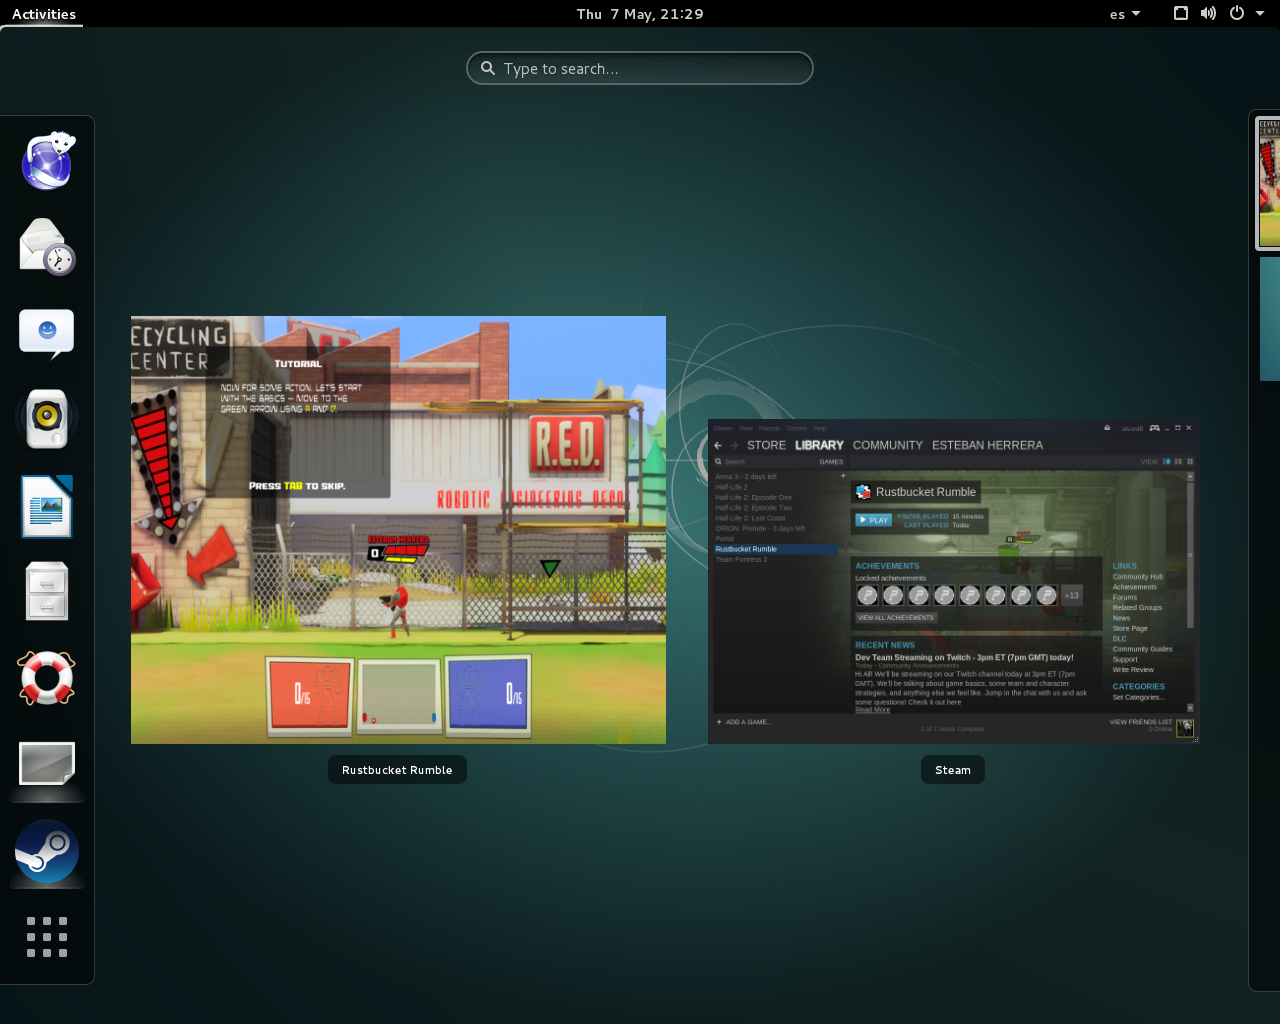 Activities
Thu 7 May, 21:29
es
Type to search...
ECYCLING
CENTER
TUTORIAL
NOW FOR SOME ACTION. LET'S START
WITH THE BASICS - MOVE TO THE
GREEN ARROW USING A AND D.
PRESS TAB TO SKIP.
R.E.D.
ROBOTIC ENGINEERING DEPO
ESTEBAN HERRERA
0
0/15
0/15
Rustbucket Rumble
Steam View Friends Games Help
STORE LIBRARY COMMUNITY ESTEBAN HERRERA
Search
GAMES
VIEW
Arma 3 - 2 days left
Half-Life 2
Half-Life 2: Episode One
Half-Life 2: Episode Two
Half-Life 2: Lost Coast
ORION: Prelude - 3 days left
Portal
Rustbucket Rumble
Team Fortress 2
+ ADD A GAME...
Rustbucket Rumble
PLAY
YOU'VE PLAYED 15 minutes
LAST PLAYED Today
ACHIEVEMENTS
Locked achievements
+13
VIEW ALL ACHIEVEMENTS
RECENT NEWS
Dev Team Streaming on Twitch - 3pm ET (7pm GMT) today!
Today - Community Announcements
Hi All! We'll be streaming on our Twitch channel today at 3pm ET (7pm
GMT). We'll be talking about game basics, some team and character
strategies, and anything else we feel like. Jump in the chat with us and ask
some questions! Check it out here
Read More
LINKS
Community Hub
Achievements
Forums
Related Groups
News
Store Page
DLC
Community Guides
Support
Write Review
CATEGORIES
Set Categories...
1 of 1 Items Complete
VIEW FRIENDS LIST
0 Online
Steam